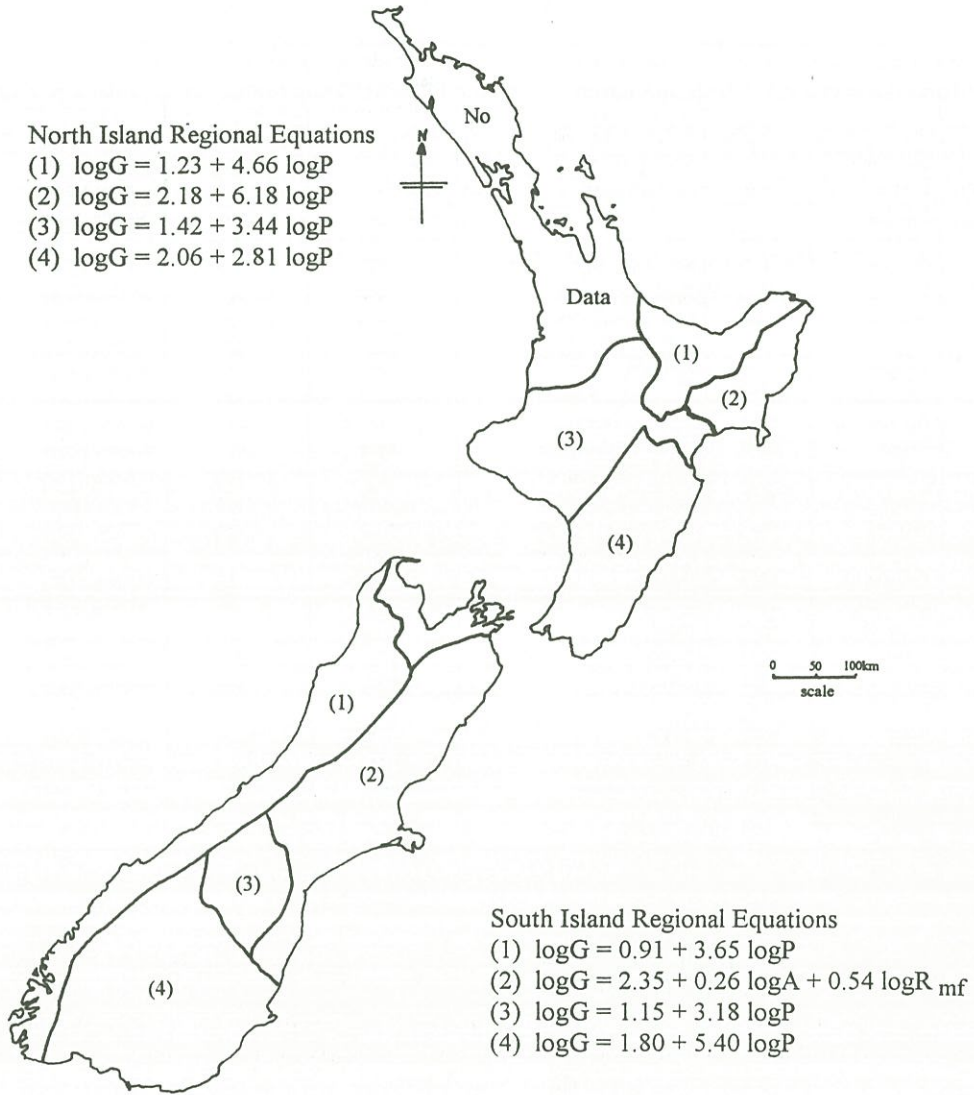 No
North Island Regional Equations
(1) logG = 1.23 + 4.66 logP
(2) logG = 2.18 + 6.18 logP
(3) logG = 1.42 + 3.44 logP
(4) logG = 2.06 + 2.81 logP
N
Data
(1)
(2)
(3)
(4)
0 50 100km
scale
(1)
(2)
(3)
(4)
South Island Regional Equations
(1) logG = 0.91 + 3.65 logP
(2) logG = 2.35 + 0.26 logA + 0.54 logR mf
(3) logG = 1.15 + 3.18 logP
(4) logG = 1.80 + 5.40 logP